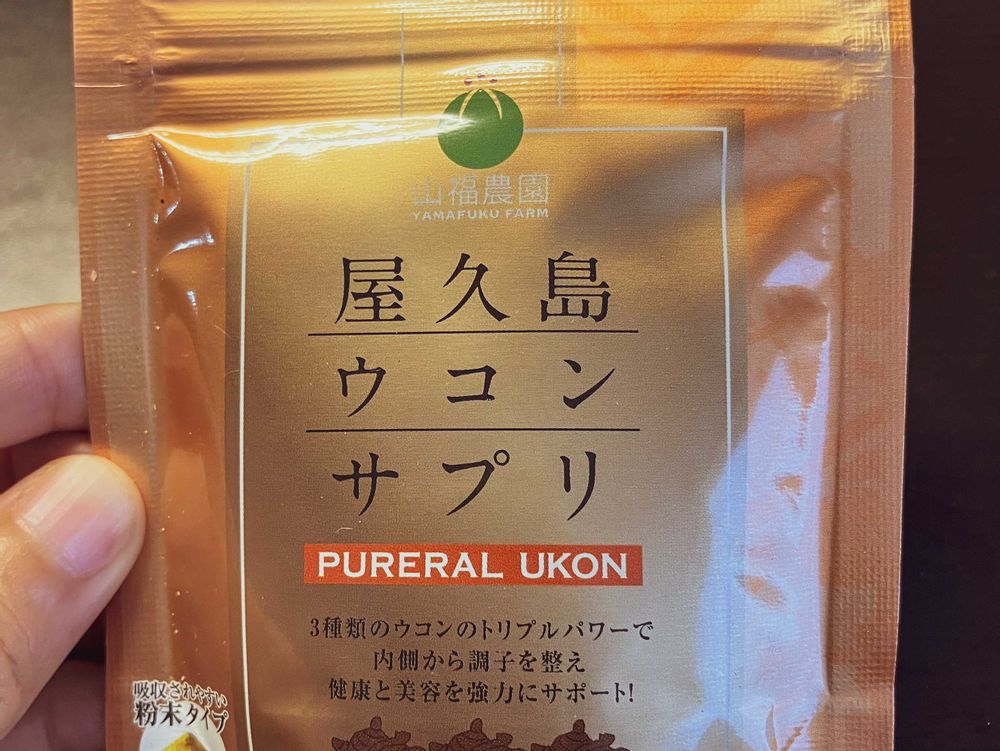 山福農園
YAMAFUKU FARM
屋久島
ウコン
サプリ
PURERAL UKON
3種類のウコンのトリプルパワーで
内側から調子を整え
健康と美容を強力にサポート!
吸収されやすい
粉末タイプ